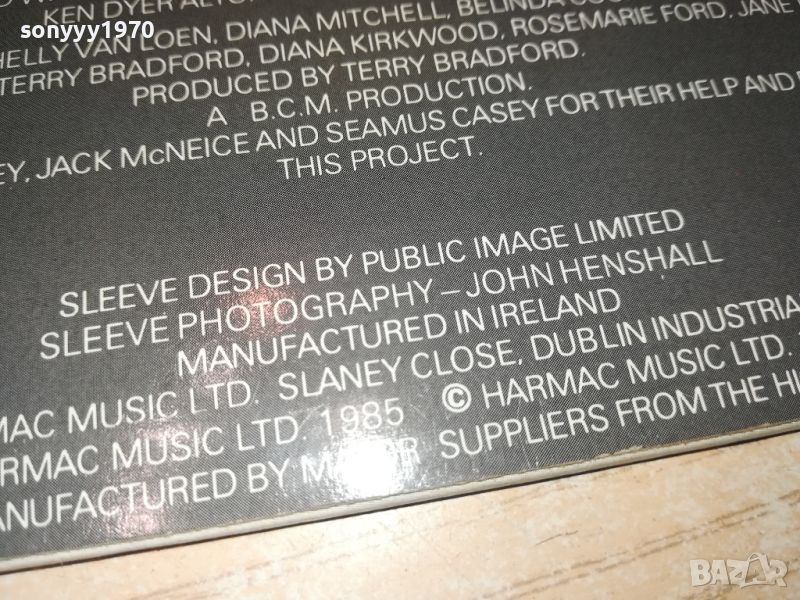 sonyyy1970
KEN DYER
HELLY VAN LOEN, DIANA MITCHELL, BELINDA
TERRY BRADFORD, DIANA KIRKWOOD, ROSEMARIE FORD, JANE
PRODUCED BY TERRY BRADFORD.
A B.C.M. PRODUCTION.
EY, JACK McNEICE AND SEAMUS CASEY FOR THEIR HELP AND
THIS PROJECT.
SLEEVE DESIGN BY PUBLIC IMAGE LIMITED
SLEEVE PHOTOGRAPHY – JOHN HENSHALL
MANUFACTURED IN IRELAND
MAC MUSIC LTD. SLANEY CLOSE, DUBLIN INDUSTRIA
ARMAC MUSIC LTD. 1985 © HARMAC MUSIC LTD.
ANUFACTURED BY SUPPLIERS FROM THE HI
BAZAR